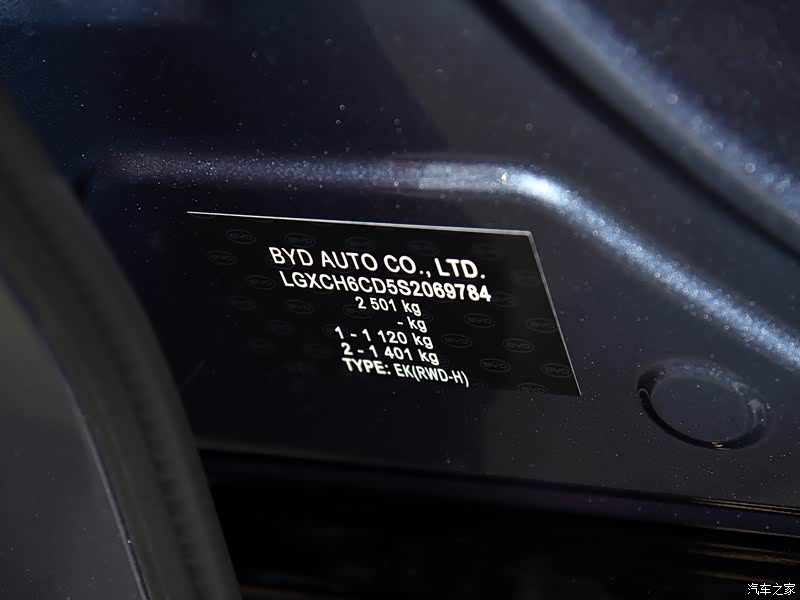 BYD AUTO CO., LTD.
LGXCH6CD5S2069784
2 501 kg
- kg
1 - 1 120 kg
2 - 1 401 kg
TYPE: EK(RWD-H)
汽车之家